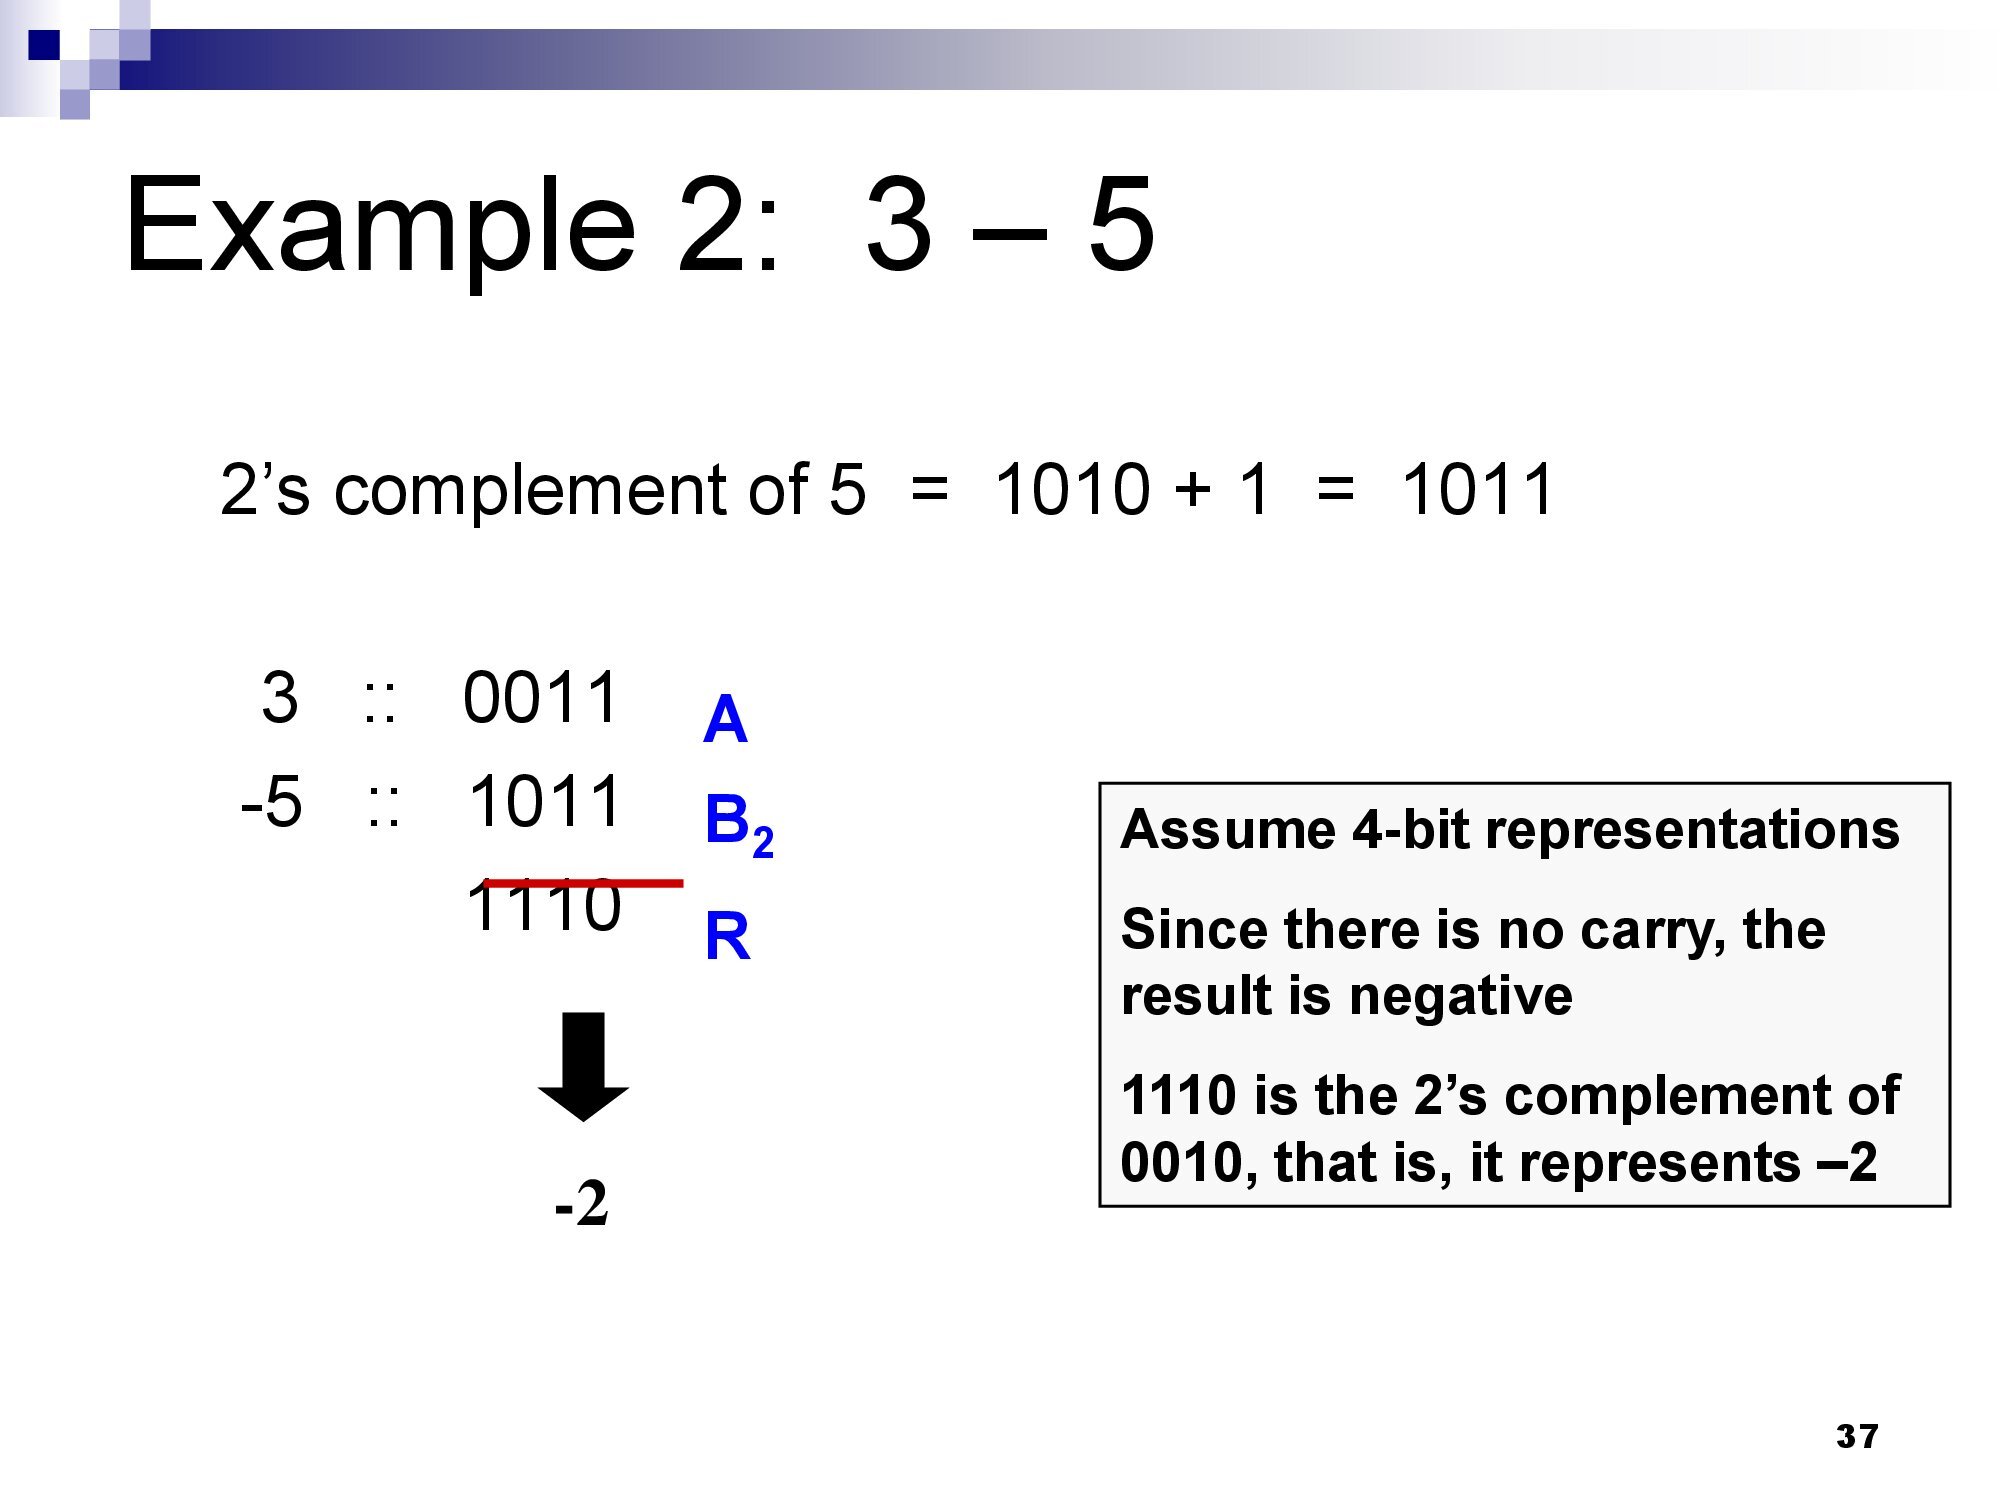 Example 2: 3 – 5
2’s complement of 5 = 1010 + 1 = 1011
3 :: 0011 A
-5 :: 1011 B2
1110 R
-2
Assume 4-bit representations
Since there is no carry, the
result is negative
1110 is the 2’s complement of
0010, that is, it represents –2
37